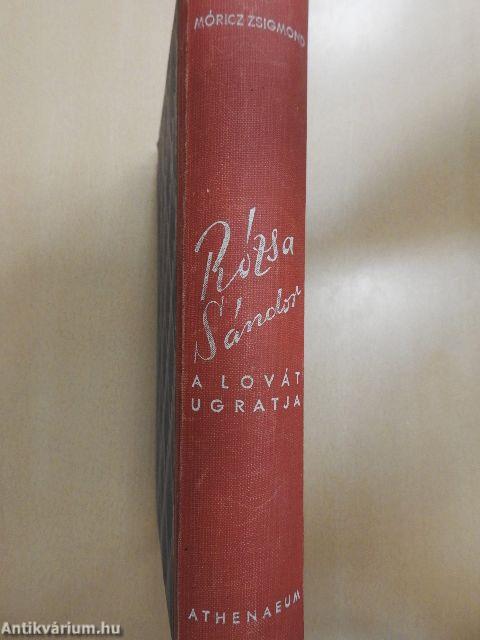 MÓRICZ ZSIGMOND
Rózsa
Sándor
A LOVÁT
UGRATJA
ATHENAEUM
Antikvárium.hu